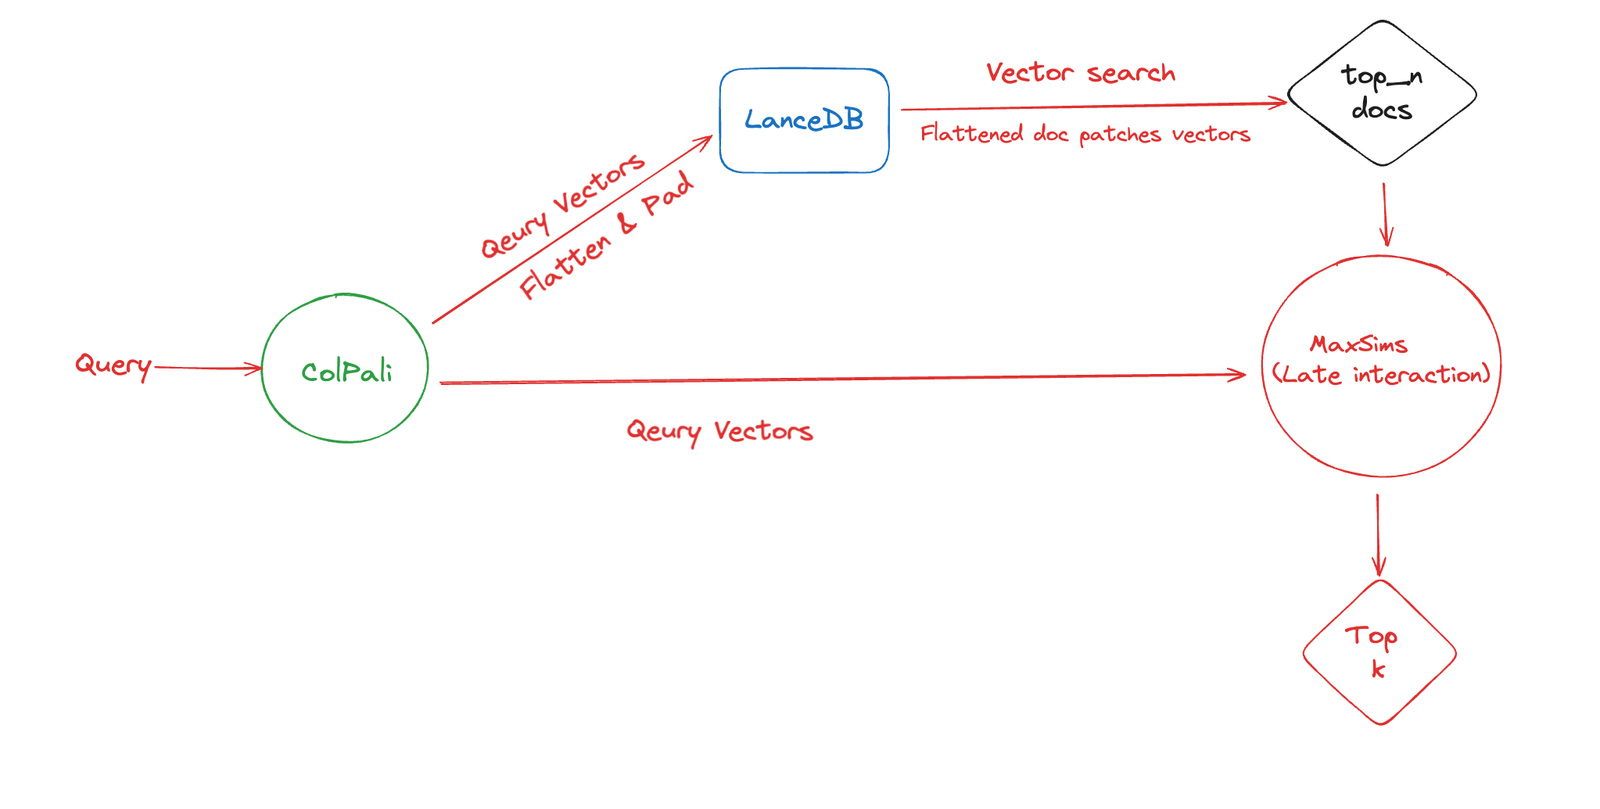 Query
ColPali
Qeury Vectors
Flatten & Pad
LanceDB
Vector search
Flattened doc patches vectors
top_n
docs
Qeury Vectors
MaxSims
(Late interaction)
Top
k